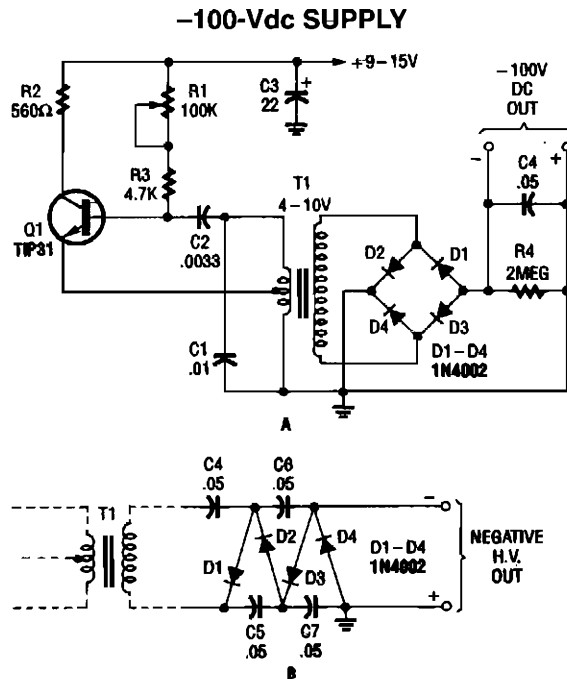 –100-Vdc SUPPLY
+9–15V
–100V
DC
OUT
–
+
R2
560Ω
R1
100K
C3
22
+
R3
4.7K
T1
4–10V
C4
.05
Q1
TIP31
C2
.0033
D2
D1
R4
2MEG
D4
D3
C1
.01
D1–D4
1N4002
A
C4
.05
C6
.05
T1
D2
D4
D1
D3
D1–D4
1N4002
–
+
NEGATIVE
H.V.
OUT
C5
.05
C7
.05
B